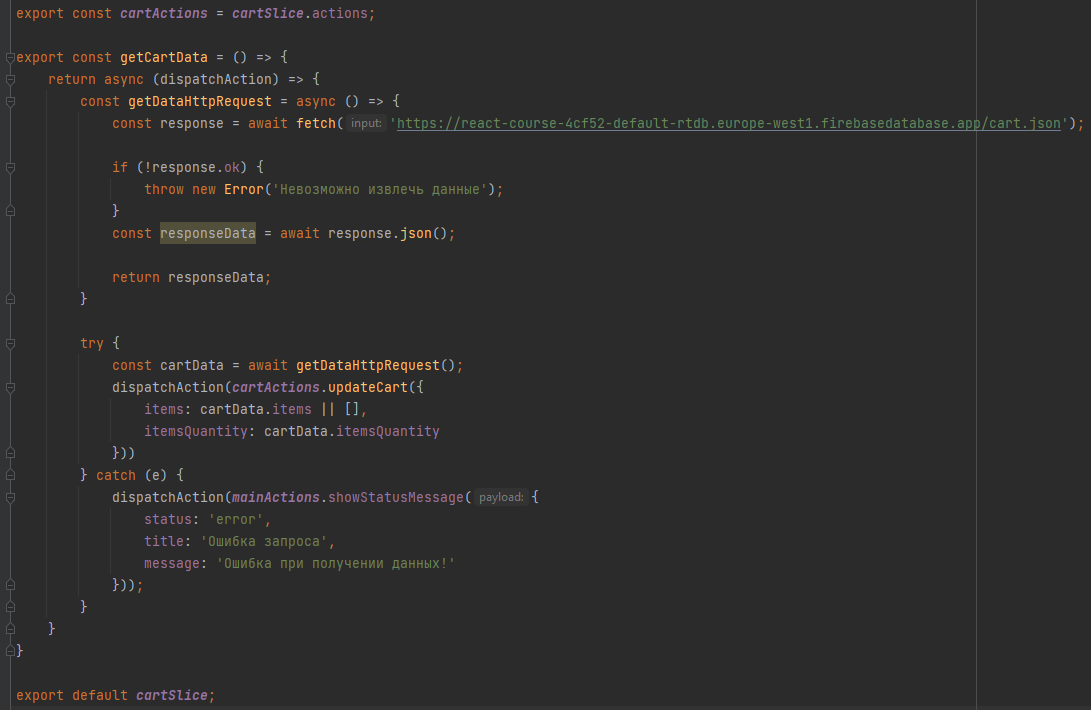 export const cartActions = cartSlice.actions;
export const getCartData = () => {
return async (dispatchAction) => {
const getDataHttpRequest = async () => {
const response = await fetch( input: 'https://react-course-4cf52-default-rtdb.europe-west1.firebasedatabase.app/cart.json');
if (!response.ok) {
throw new Error('Невозможно извлечь данные');
}
const responseData = await response.json();
return responseData;
}
try {
const cartData = await getDataHttpRequest();
dispatchAction(cartActions.updateCart({
items: cartData.items || [],
itemsQuantity: cartData.itemsQuantity
}))
} catch (e) {
dispatchAction(mainActions.showStatusMessage( payload: {
status: 'error',
title: 'Ошибка запроса',
message: 'Ошибка при получении данных!'
}));
}
}
}
export default cartSlice;